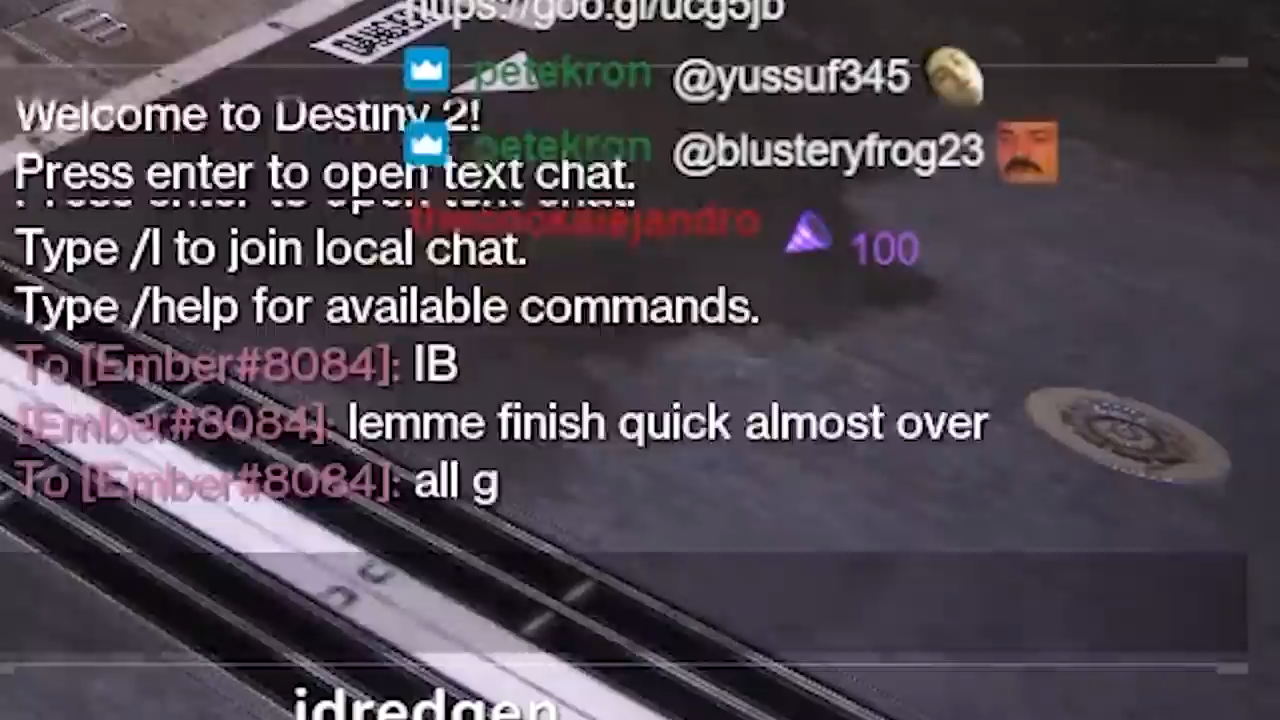 https://goo.gl/ucg5jb
petekron @yussuf345
Welcome to Destiny 2!
petekron @blusteryfrog23
Press enter to open text chat.
100
Type /l to join local chat.
Type /help for available commands.
To [Ember#8084]: IB
[Ember#8084]: lemme finish quick almost over
To [Ember#8084]: all g
idredgen